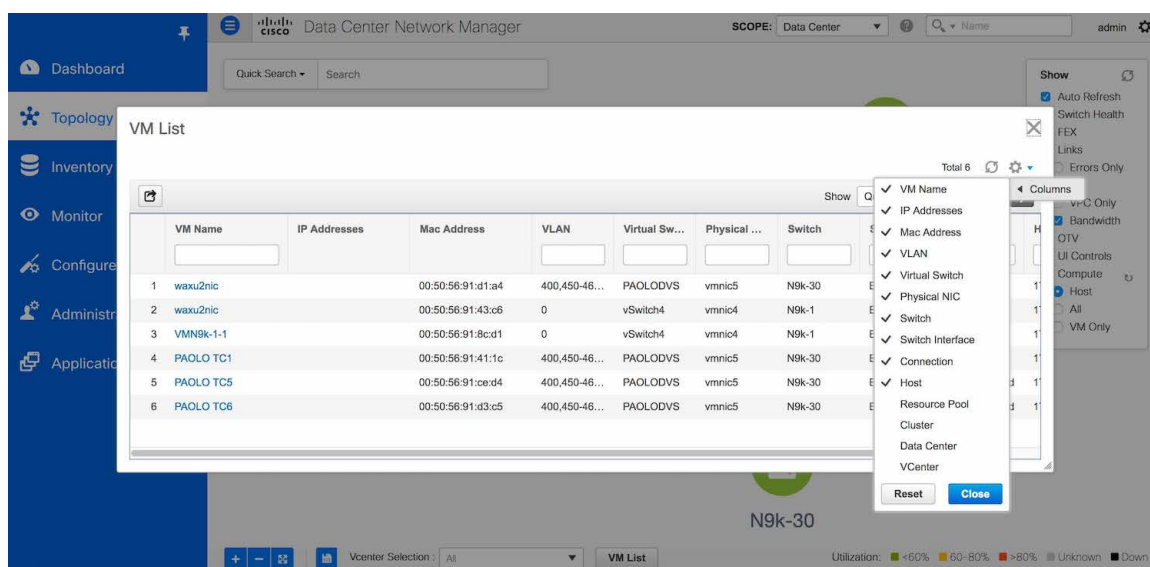 cisco Data Center Network Manager
SCOPE: Data Center
Name
admin
Dashboard
Topology
Inventory
Monitor
Configure
Administr
Applicatio
Quick Search
Search
Show
Auto Refresh
Switch Health
FEX
Links
Errors Only
VPC Only
Bandwidth
OTV
UI Controls
Compute
Host
All
VM Only
VM List
Total 6
Show
VM Name IP Addresses Mac Address VLAN Virtual Sw... Physical ... Switch
1 waxu2nic 00:50:56:91:d1:a4 400,450-46... PAOLODVS vmnic5 N9k-30
2 waxu2nic 00:50:56:91:43:c6 0 vSwitch4 vmnic4 N9k-1
3 VMN9k-1-1 00:50:56:91:8c:d1 0 vSwitch4 vmnic4 N9k-1
4 PAOLO TC1 00:50:56:91:41:1c 400,450-46... PAOLODVS vmnic5 N9k-30
5 PAOLO TC5 00:50:56:91:ce:d4 400,450-46... PAOLODVS vmnic5 N9k-30
6 PAOLO TC6 00:50:56:91:d3:c5 400,450-46... PAOLODVS vmnic5 N9k-30
Columns
VM Name
IP Addresses
Mac Address
VLAN
Virtual Switch
Physical NIC
Switch
Switch Interface
Connection
Host
Resource Pool
Cluster
Data Center
VCenter
Reset Close
N9k-30
Vcenter Selection : All
VM List
Utilization: <60% 60-80% >80% Unknown Down